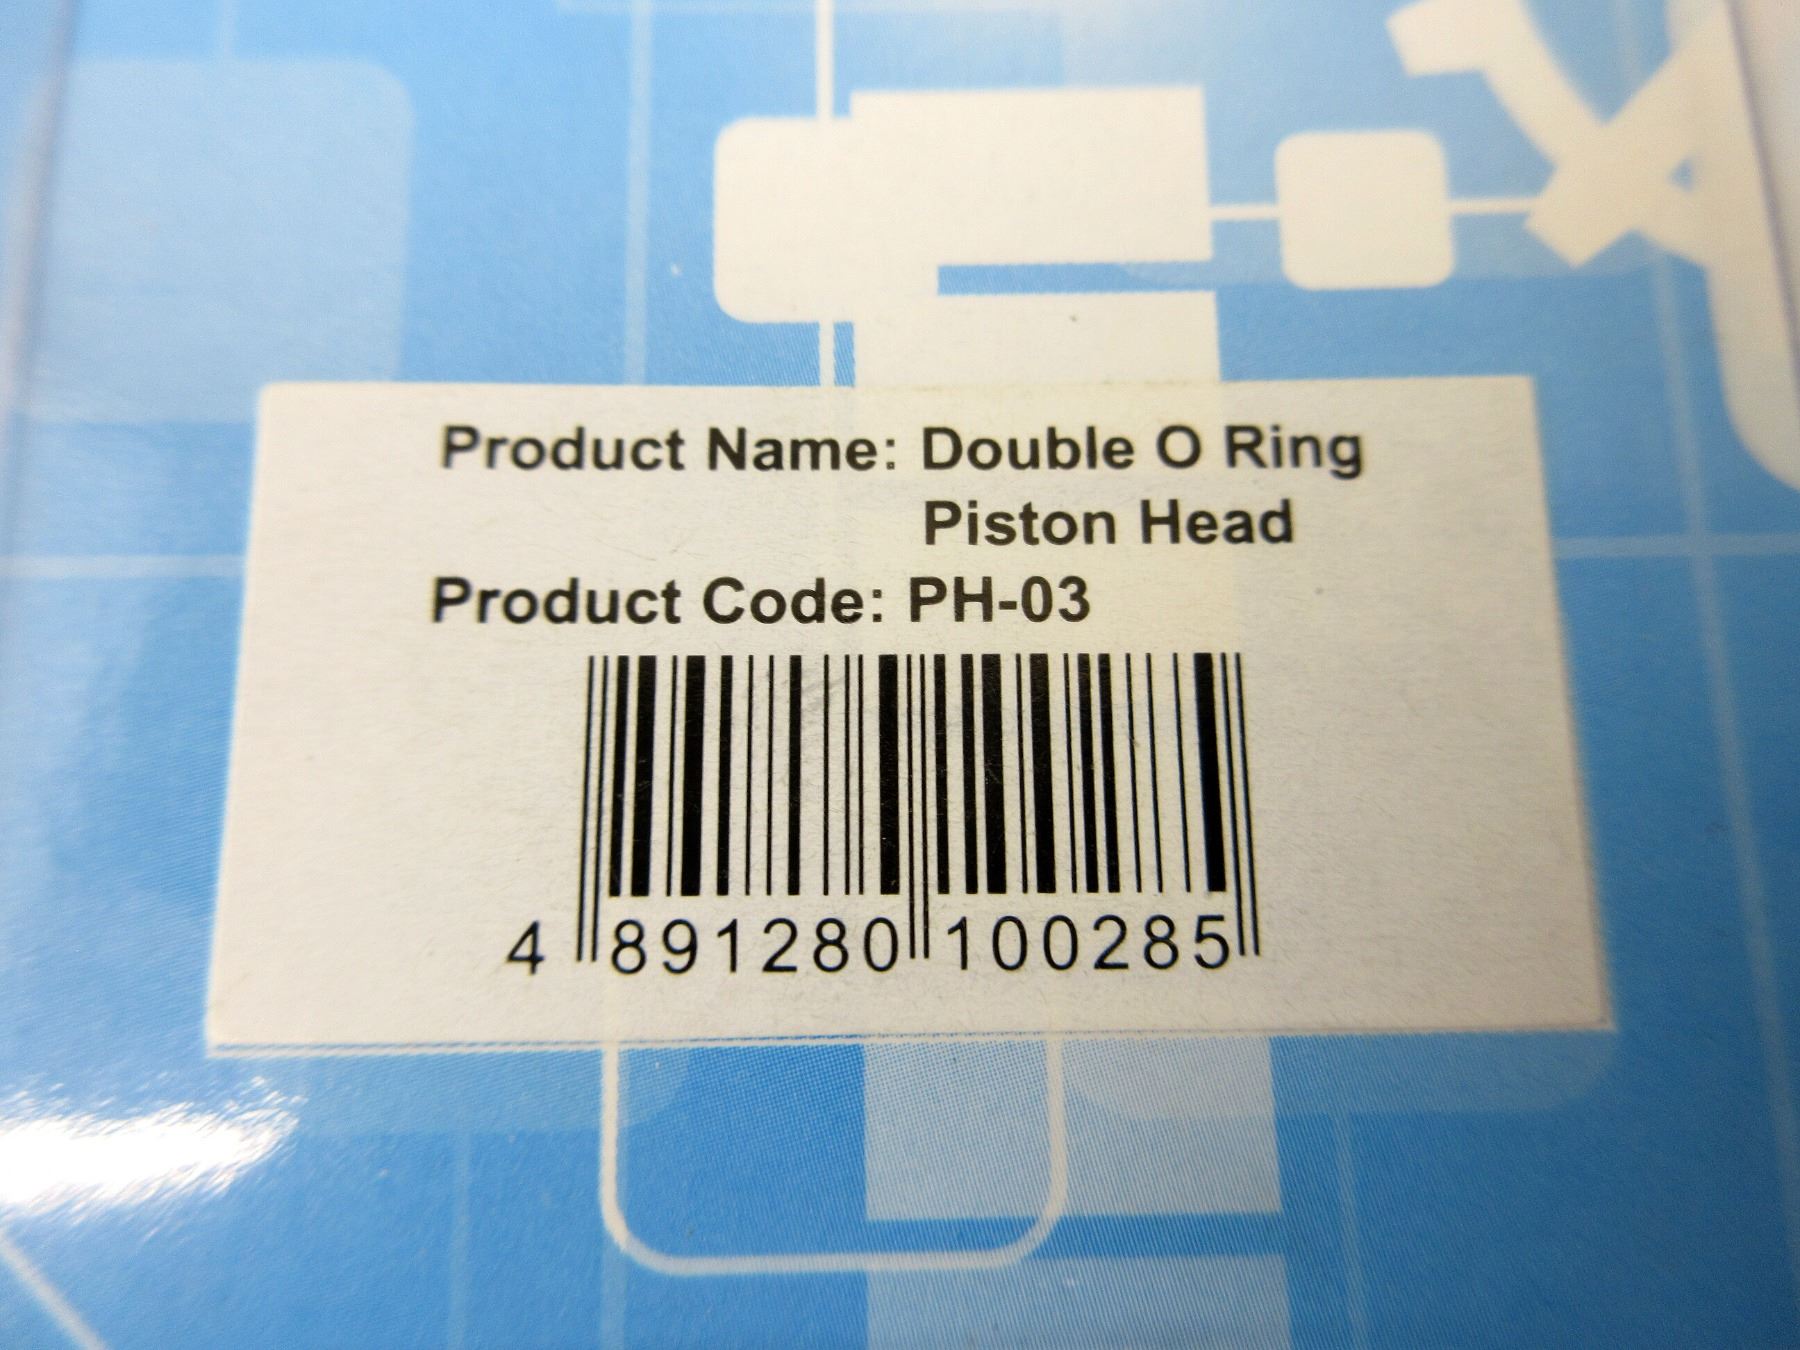 Product Name: Double O Ring
Piston Head
Product Code: PH-03
4 891280 100285